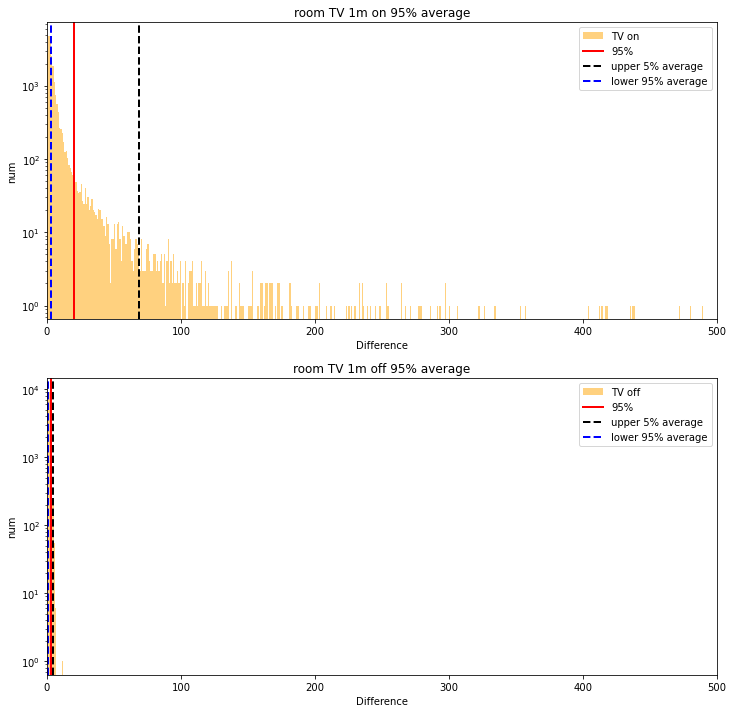 room TV 1m on 95% average
TV on
95%
upper 5% average
lower 95% average
10³
10²
10¹
10⁰
num
0 100 200 300 400 500
Difference
room TV 1m off 95% average
TV off
95%
upper 5% average
lower 95% average
10⁴
10³
10²
10¹
10⁰
num
0 100 200 300 400 500
Difference